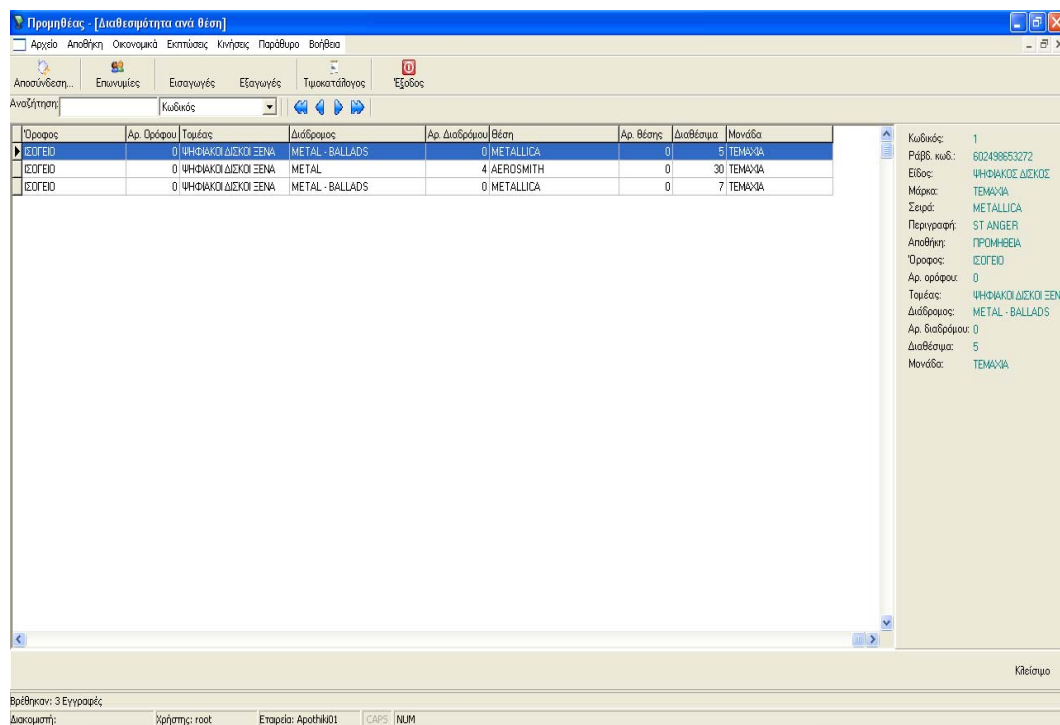 Προμηθέας - [Διαθεσιμότητα ανά θέση]
Αρχείο Αποθήκη Οικονομικά Εκπτώσεις Κινήσεις Παράθυρο Βοήθεια
Αποσύνδεση... Επωνυμίες Εισαγωγές Εξαγωγές Τιμοκατάλογος Έξοδος
Αναζήτηση: Κωδικός
Όροφος Αρ. Ορόφου Τομέας Διάδρομος Αρ. Διαδρόμου Θέση Αρ. θέσης Διαθέσιμα Μονάδα
ΙΣΟΓΕΙΟ 0 ΨΗΦΙΑΚΟΙ ΔΙΣΚΟΙ ΞΕΝΑ METAL - BALLADS 0 METALLICA 0 5 ΤΕΜΑΧΙΑ
ΙΣΟΓΕΙΟ 0 ΨΗΦΙΑΚΟΙ ΔΙΣΚΟΙ ΞΕΝΑ METAL 4 AEROSMITH 0 30 ΤΕΜΑΧΙΑ
ΙΣΟΓΕΙΟ 0 ΨΗΦΙΑΚΟΙ ΔΙΣΚΟΙ ΞΕΝΑ METAL - BALLADS 0 METALLICA 0 7 ΤΕΜΑΧΙΑ
Κωδικός: 1
Ράβδ. κωδ.: 602498653272
Είδος: ΨΗΦΙΑΚΟΣ ΔΙΣΚΟΣ
Μάρκα: ΤΕΜΑΧΙΑ
Σειρά: METALLICA
Περιγραφή: ST ANGER
Αποθήκη: ΠΡΟΜΗΘΕΙΑ
Όροφος: ΙΣΟΓΕΙΟ
Αρ. ορόφου: 0
Τομέας: ΨΗΦΙΑΚΟΙ ΔΙΣΚΟΙ ΞΕΝ
Διάδρομος: METAL - BALLADS
Αρ. διαδρόμου: 0
Διαθέσιμα: 5
Μονάδα: ΤΕΜΑΧΙΑ
Κλείσιμο
Βρέθηκαν: 3 Εγγραφές
Διακομιστή: Χρήστης: root Εταιρεία: Apothiki01 CAPS NUM